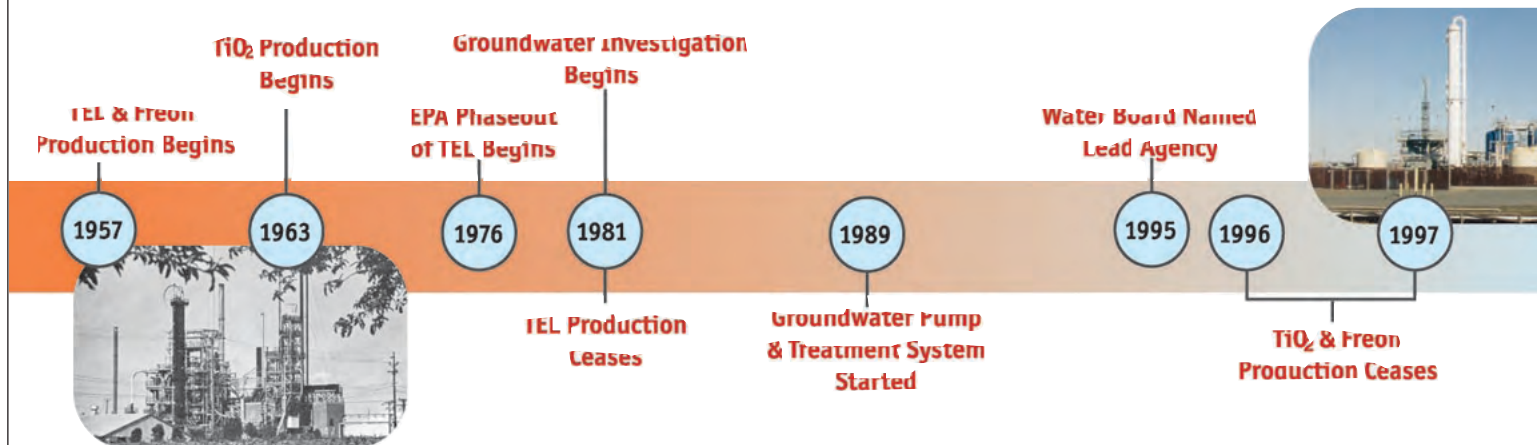 TEL & Freon
Production Begins
1957
TiO₂ Production
Begins
1963
EPA Phaseout
of TEL Begins
1976
Groundwater Investigation
Begins
1981
TEL Production
Ceases
1989
Groundwater Pump
& Treatment System
Started
Water Board Named
Lead Agency
1995
1996
1997
TiO₂ & Freon
Production Ceases